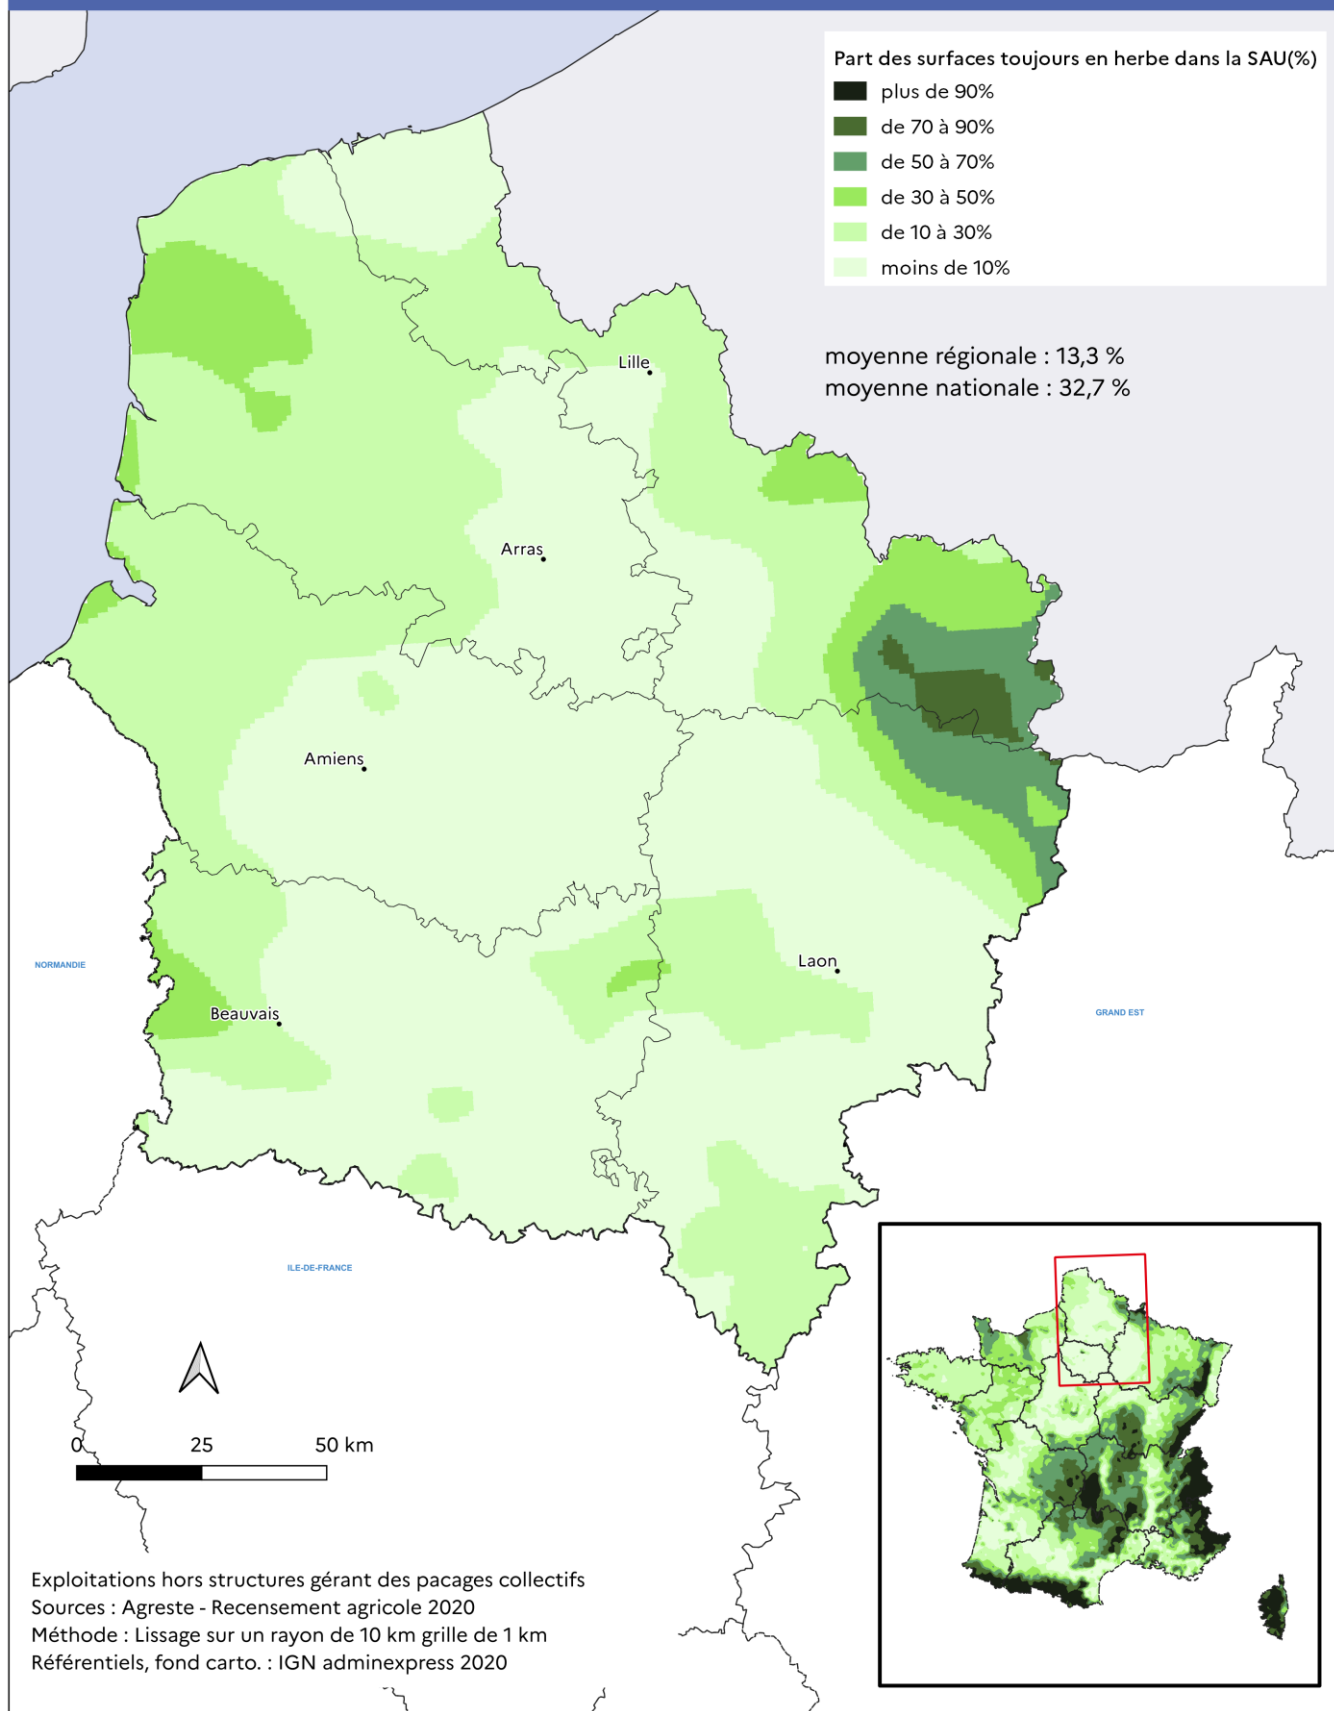 Part des surfaces toujours en herbe dans la SAU(%)
plus de 90%
de 70 à 90%
de 50 à 70%
de 30 à 50%
de 10 à 30%
moins de 10%
moyenne régionale : 13,3 %
moyenne nationale : 32,7 %
Lille
Arras
Amiens
Laon
Beauvais
NORMANDIE
GRAND EST
ILE-DE-FRANCE
0 25 50 km
Exploitations hors structures gérant des pacages collectifs
Sources : Agreste - Recensement agricole 2020
Méthode : Lissage sur un rayon de 10 km grille de 1 km
Référentiels, fond carto. : IGN adminexpress 2020